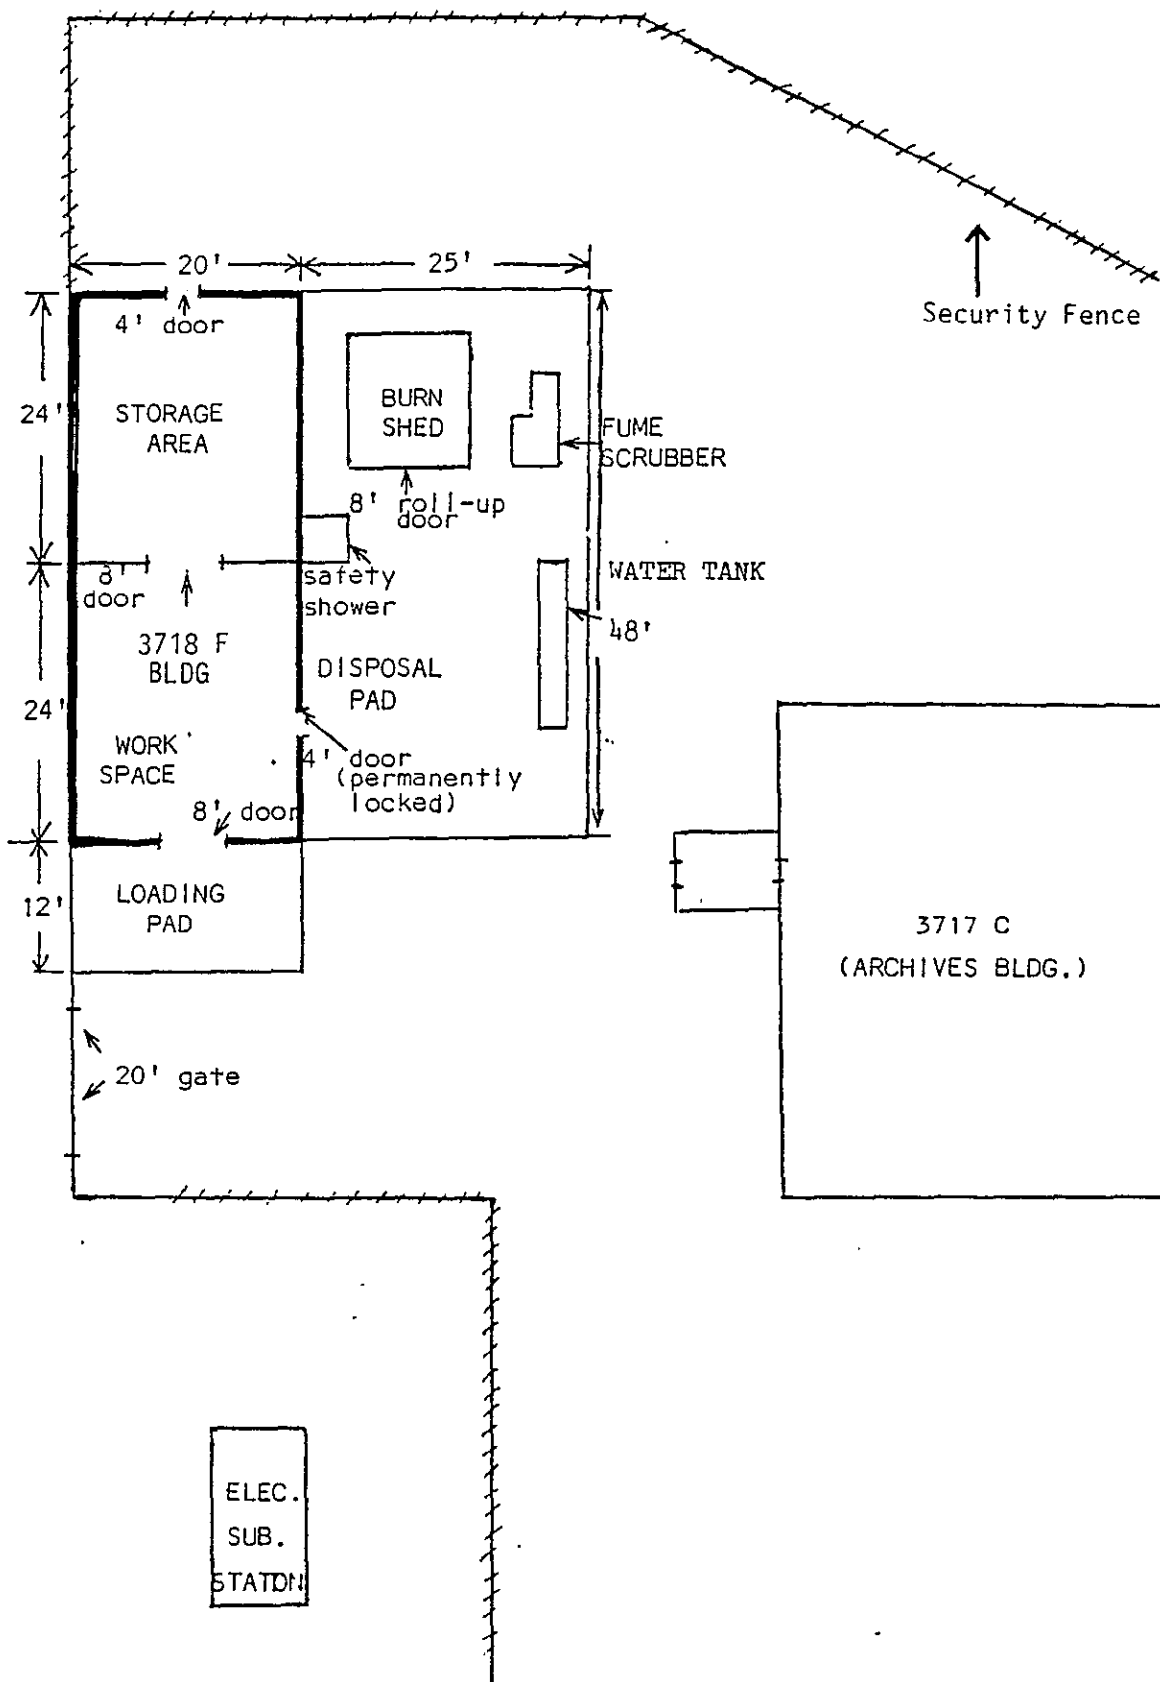 20'
25'
Security Fence
4' door
24'
STORAGE
AREA
BURN
SHED
FUME
SCRUBBER
8' roll-up
door
8'
door
safety
shower
WATER TANK
48'
3718 F
BLDG
DISPOSAL
PAD
24'
WORK
SPACE
4' door
(permanently
locked)
8' door
12'
LOADING
PAD
3717 C
(ARCHIVES BLDG.)
20' gate
ELEC.
SUB.
STATION